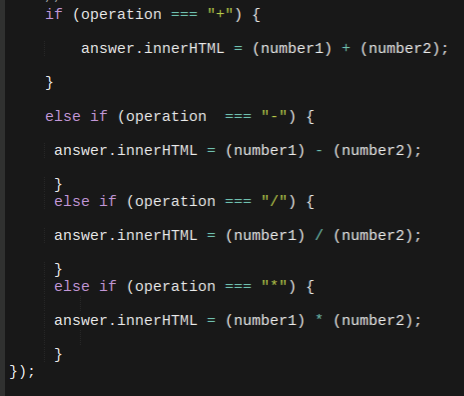 if (operation === "+") {
answer.innerHTML = (number1) + (number2);
}
else if (operation  === "-") {
answer.innerHTML = (number1) - (number2);
}
else if (operation === "/") {
answer.innerHTML = (number1) / (number2);
}
else if (operation === "*") {
answer.innerHTML = (number1) * (number2);
}
});